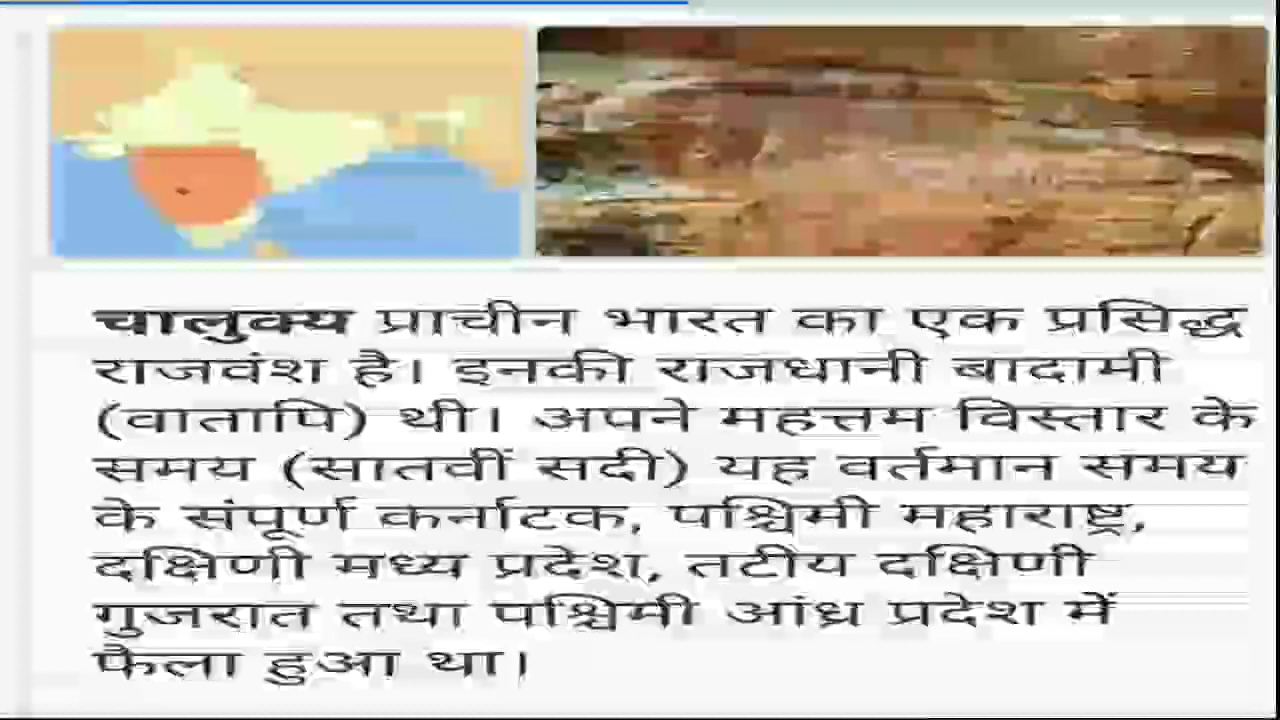 चालुक्य प्राचीन भारत का एक प्रसिद्ध
राजवंश है। इनकी राजधानी बादामी
(वातापि) थी। अपने महत्तम विस्तार के
समय (सातवीं सदी) यह वर्तमान समय
के संपूर्ण कर्नाटक, पश्चिमी महाराष्ट्र,
दक्षिणी मध्य प्रदेश, तटीय दक्षिणी
गुजरात तथा पश्चिमी आंध्र प्रदेश में
फैला हुआ था।